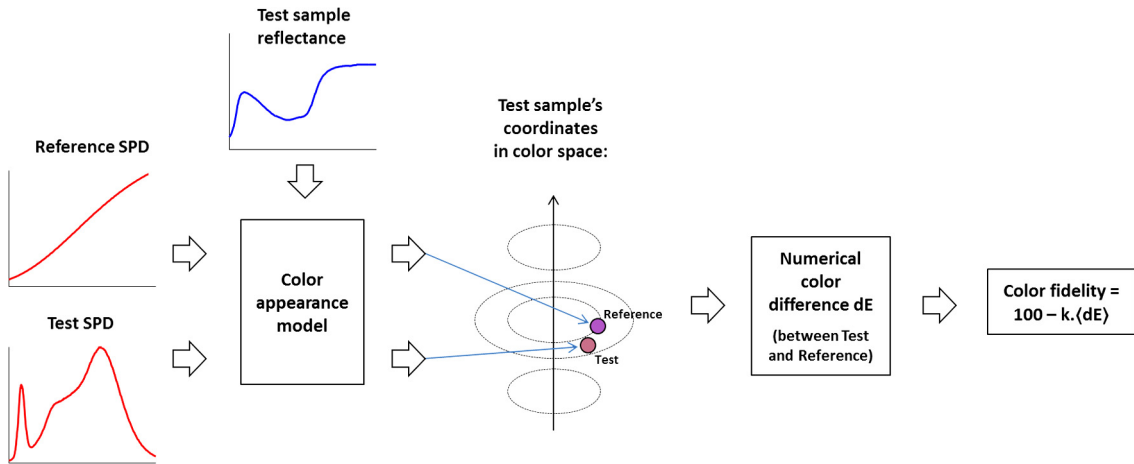 Test sample
reflectance
Reference SPD
Test SPD
Color
appearance
model
Test sample's
coordinates
in color space:
Reference
Test
Numerical
color
difference dE
(between Test
and Reference)
Color fidelity =
100 – k.⟨dE⟩